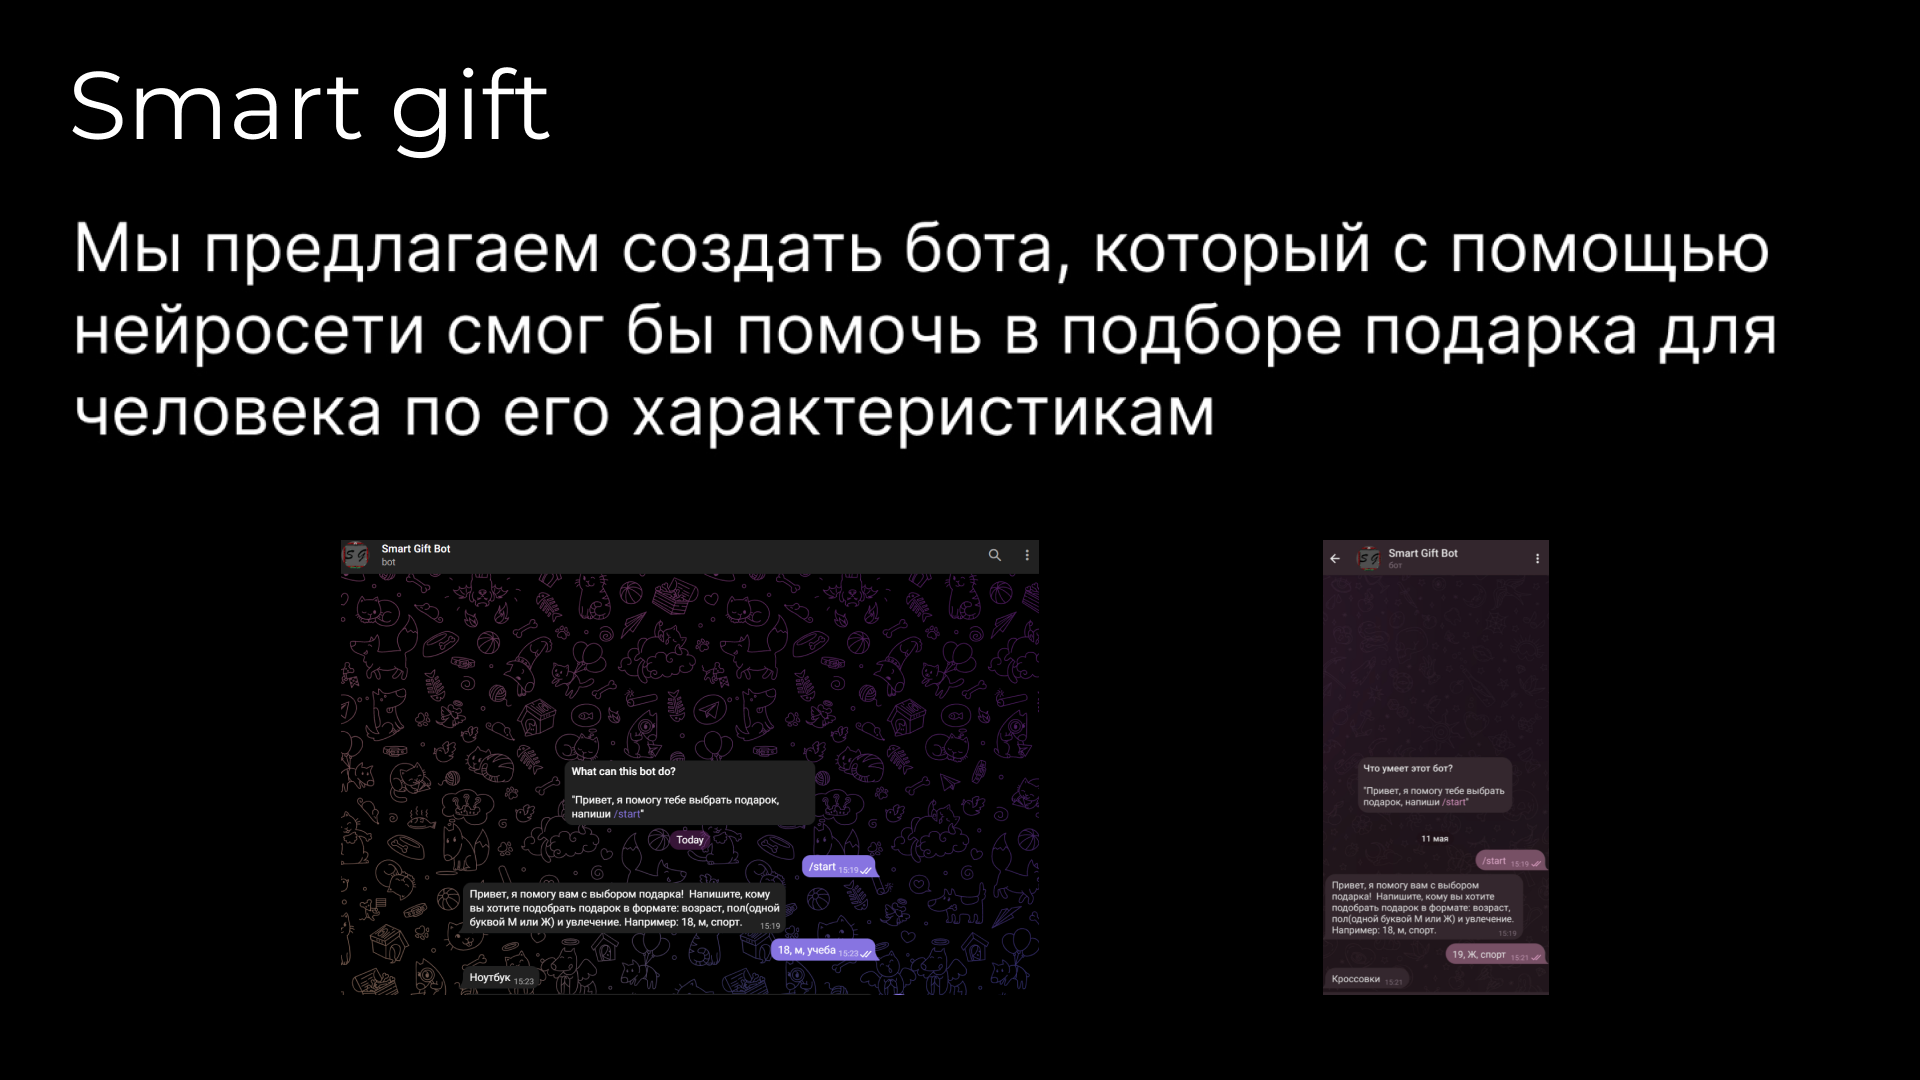 Smart gift
Мы предлагаем создать бота, который с помощью
нейросети смог бы помочь в подборе подарка для
человека по его характеристикам
SG
Smart Gift Bot
bot
What can this bot do?
"Привет, я помогу тебе выбрать подарок,
напиши /start"
Today
/start 15:19
Привет, я помогу вам с выбором подарка! Напишите, кому
вы хотите подобрать подарок в формате: возраст, пол(одной
буквой М или Ж) и увлечение. Например: 18, м, спорт.
15:19
18, м, учеба 15:23
Ноутбук 15:23
SG
Smart Gift Bot
бот
Что умеет этот бот?
"Привет, я помогу тебе выбрать
подарок, напиши /start"
11 мая
/start 15:19
Привет, я помогу вам с выбором
подарка! Напишите, кому вы хотите
подобрать подарок в формате: возраст,
пол(одной буквой М или Ж) и увлечение.
Например: 18, м, спорт.
15:19
19, Ж, спорт 15:21
Кроссовки 15:21